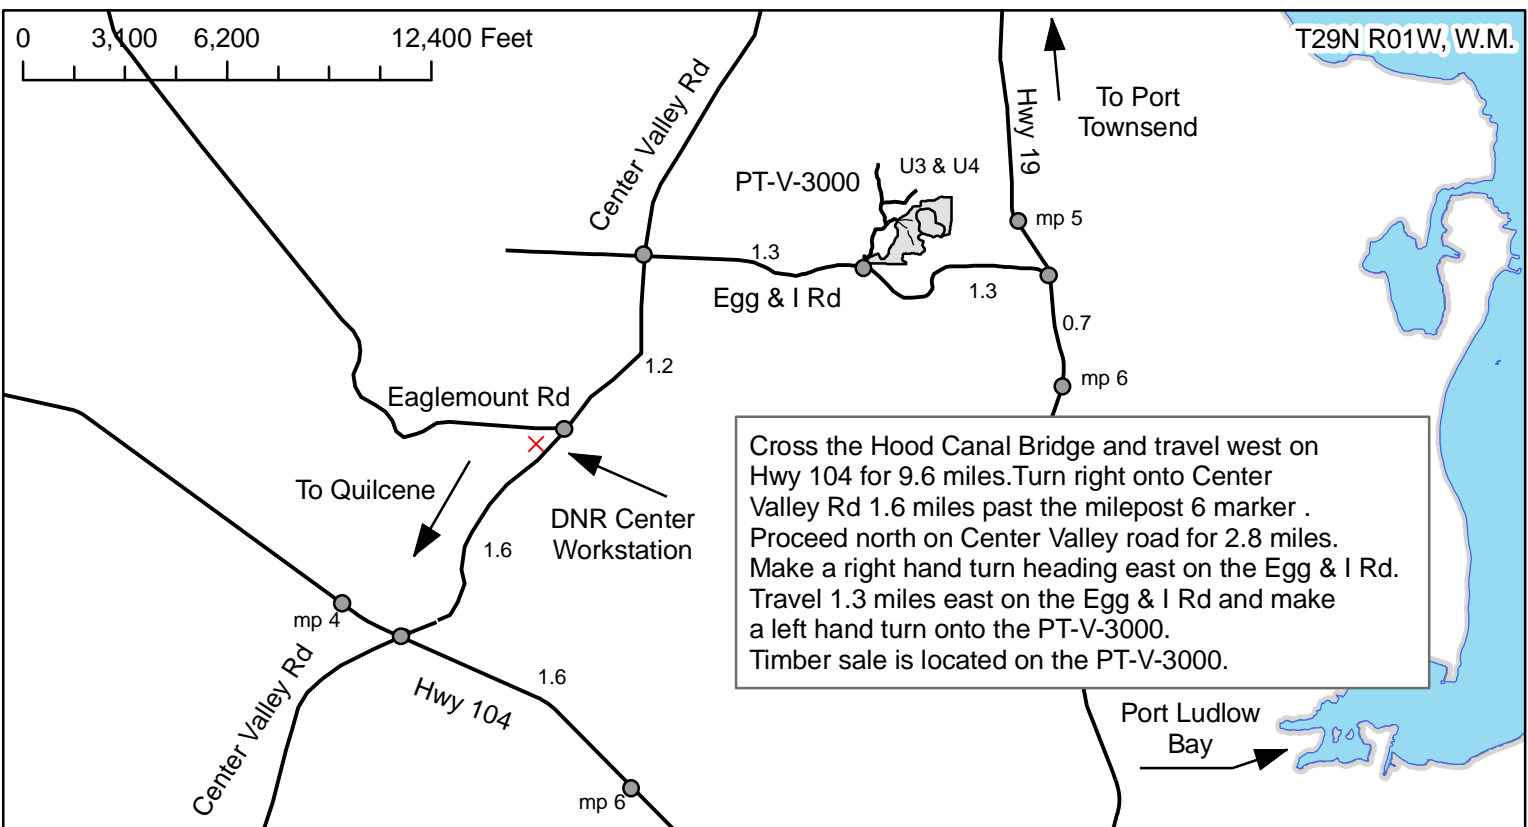 0 3,100 6,200 12,400 Feet
T29N R01W, W.M.
Center Valley Rd
Hwy 19
To Port
Townsend
U3 & U4
PT-V-3000
mp 5
1.3
Egg & I Rd
1.3
0.7
1.2
mp 6
Eaglemount Rd
To Quilcene
DNR Center
Workstation
1.6
mp 4
Center Valley Rd
Hwy 104
1.6
mp 6
Cross the Hood Canal Bridge and travel west on
Hwy 104 for 9.6 miles.Turn right onto Center
Valley Rd 1.6 miles past the milepost 6 marker .
Proceed north on Center Valley road for 2.8 miles.
Make a right hand turn heading east on the Egg & I Rd.
Travel 1.3 miles east on the Egg & I Rd and make
a left hand turn onto the PT-V-3000.
Timber sale is located on the PT-V-3000.
Port Ludlow
Bay